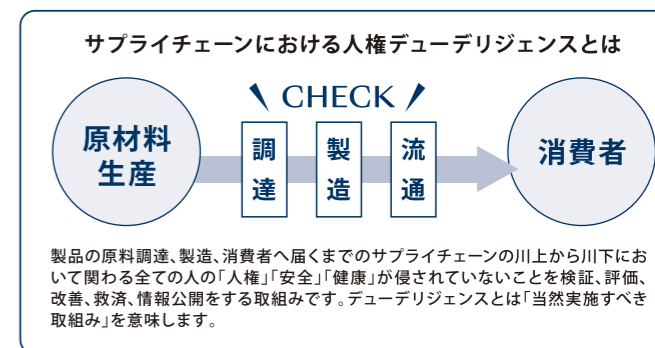 サプライチェーンにおける人権デューデリジェンスとは
CHECK
原材料
生産
調達
製造
流通
消費者
製品の原料調達、製造、消費者へ届くまでのサプライチェーンの川上から川下にお
いて関わる全ての人の「人権」「安全」「健康」が侵されていないことを検証、評価、
改善、救済、情報公開をする取組みです。デューデリジェンスとは「当然実施すべき
取組み」を意味します。